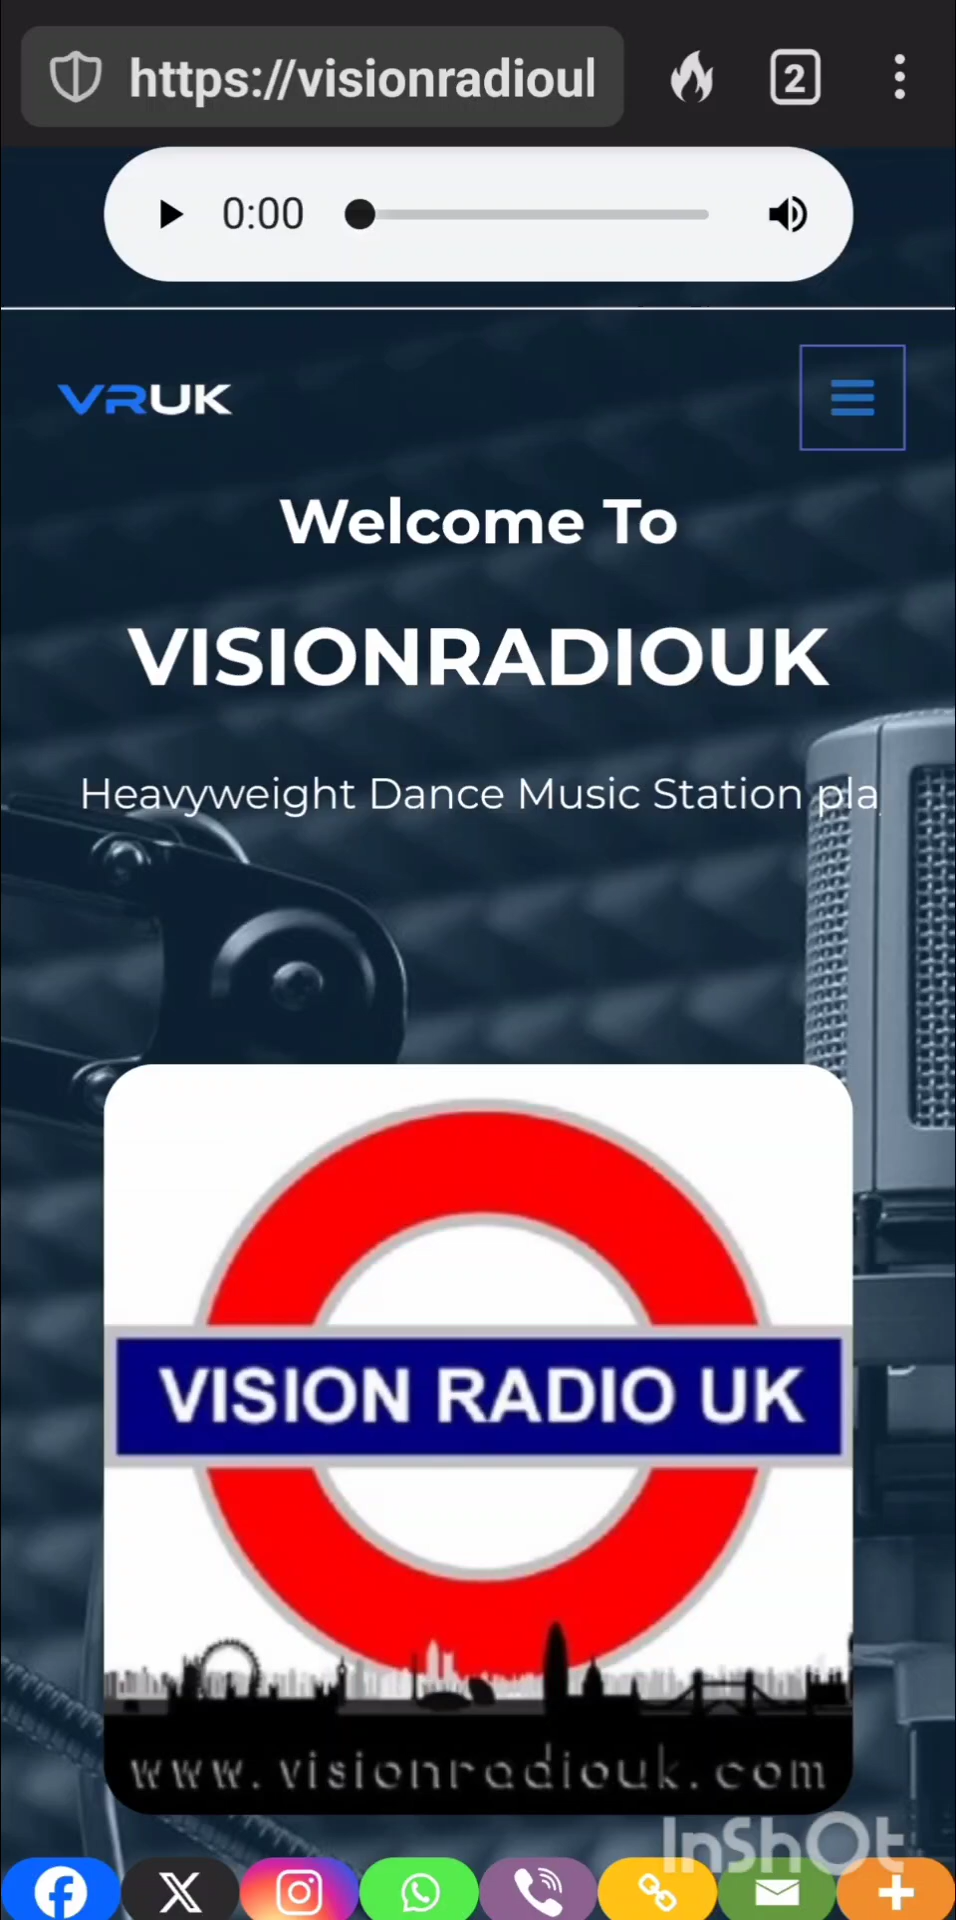 https://visionradioul
2
0:00
VRUK
Welcome To
VISIONRADIOUK
Heavyweight Dance Music Station pla
VISION RADIO UK
www.visionradiouk.com
InShOt